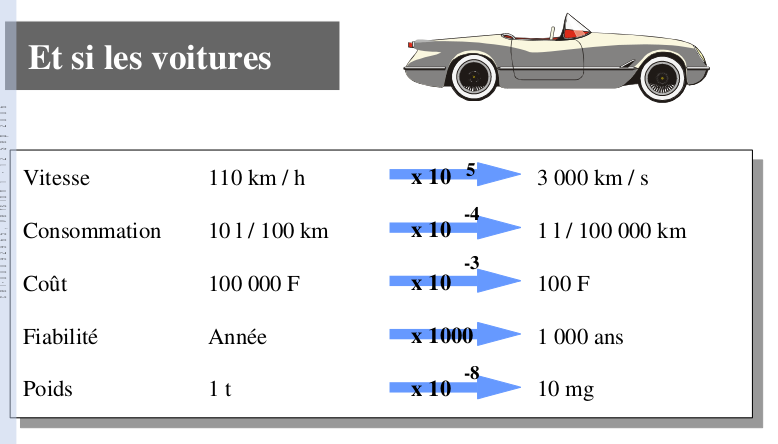 Et si les voitures
Vitesse 110 km / h x 10 5 3 000 km / s
Consommation 10 l / 100 km x 10 -4 1 l / 100 000 km
Coût 100 000 F x 10 -3 100 F
Fiabilité Année x 1000 1 000 ans
Poids 1 t x 10 -8 10 mg